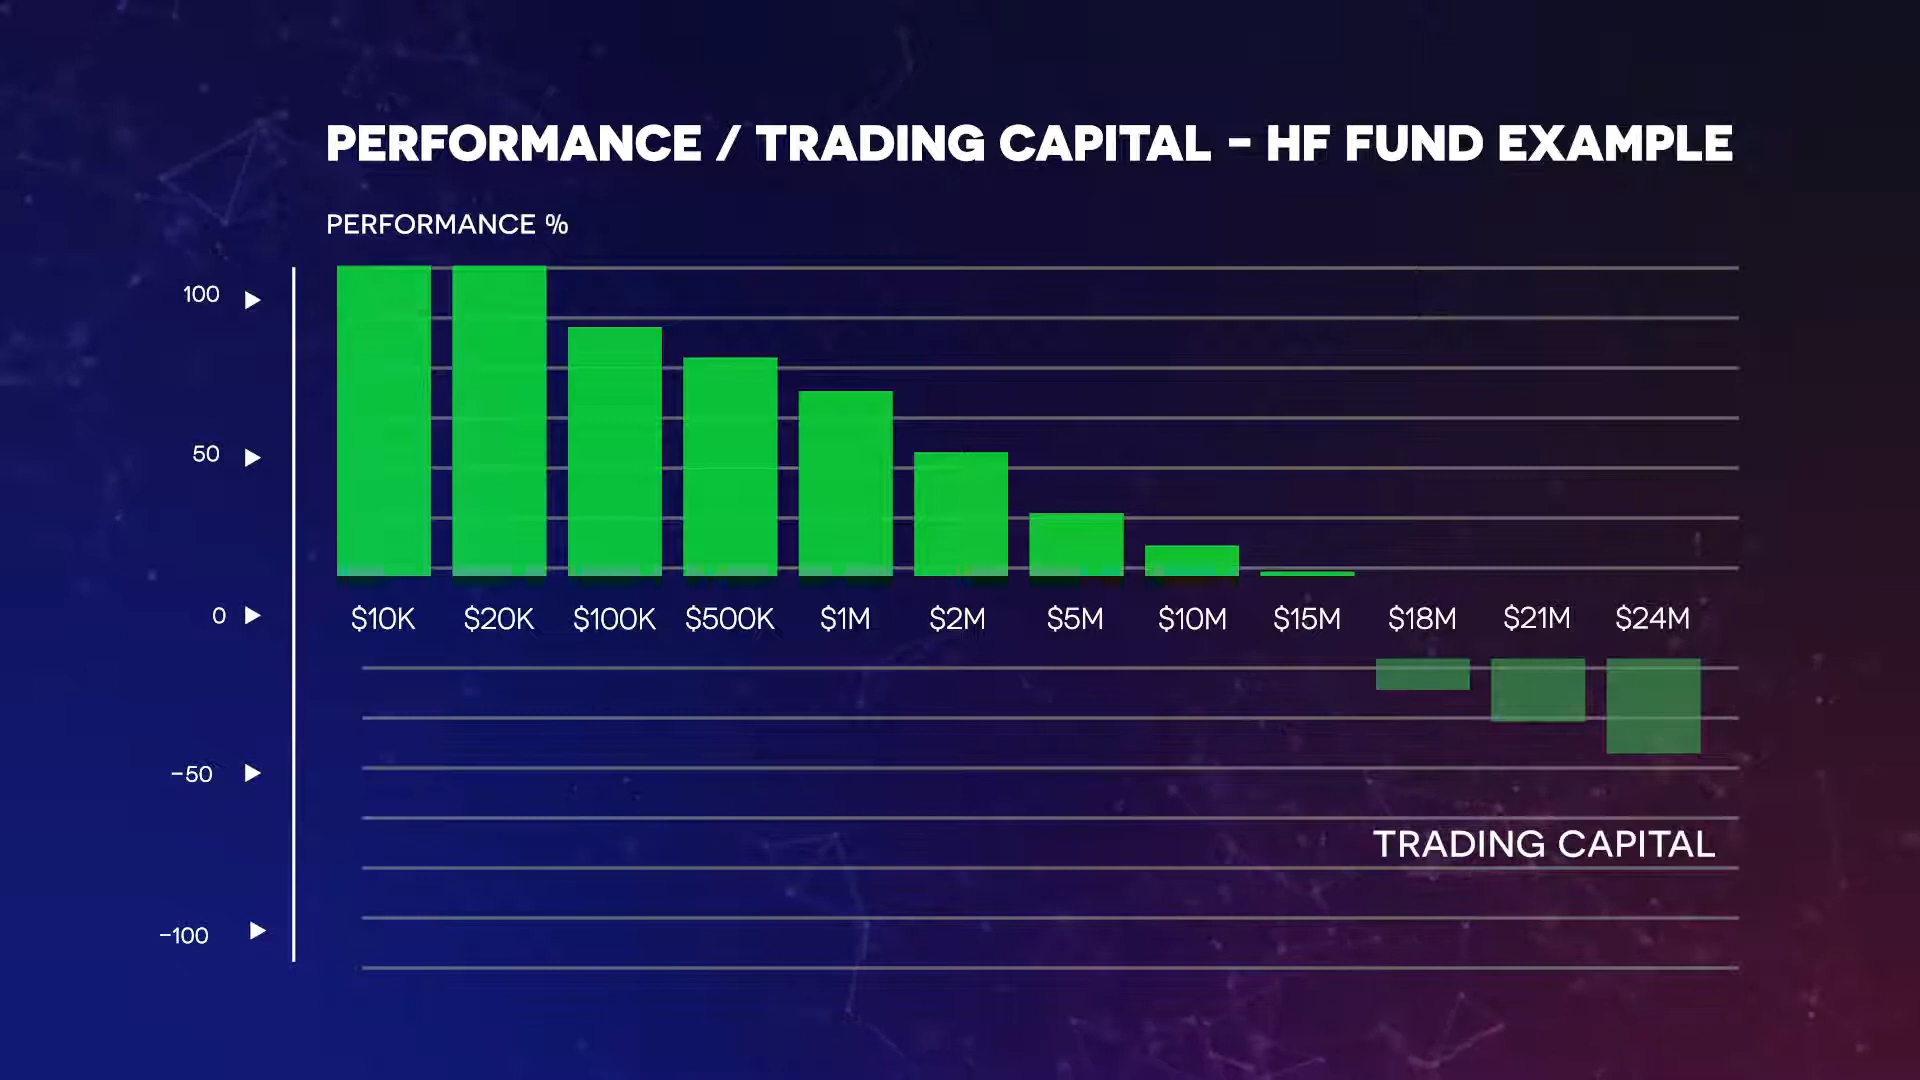 PERFORMANCE / TRADING CAPITAL - HF FUND EXAMPLE
PERFORMANCE %
100
50
0
$10K $20K $100K $500K $1M $2M $5M $10M $15M $18M $21M $24M
-50
TRADING CAPITAL
-100